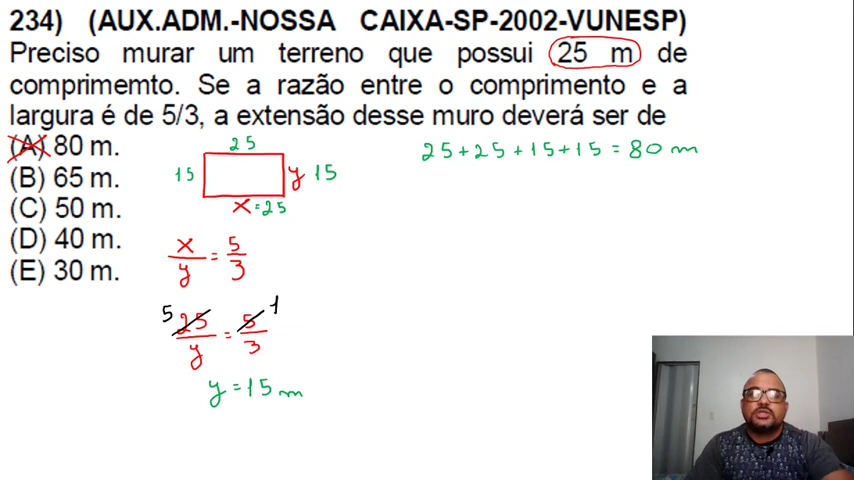 234) (AUX.ADM.-NOSSA CAIXA-SP-2002-VUNESP)
Preciso murar um terreno que possui 25 m de
comprimemto. Se a razão entre o comprimento e a
largura é de 5/3, a extensão desse muro deverá ser de
(A) 80 m.
(B) 65 m.
(C) 50 m.
(D) 40 m.
(E) 30 m.
25
15 y 15
x = 25
25 + 25 + 15 + 15 = 80 m
x/y = 5/3
5 1
25/y = 5/3
y = 15 m